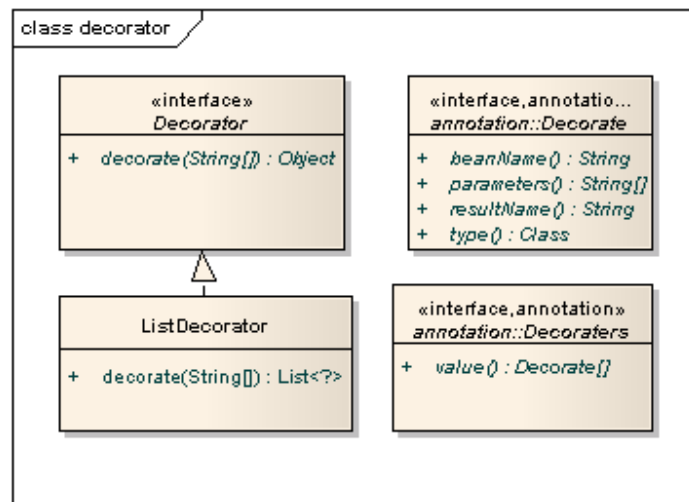 class decorator
«interface»
Decorator
+ decorate(String[]) : Object
«interface,annotatio...
annotation::Decorate
+ beanName() : String
+ parameters() : String[]
+ resultName() : String
+ type() : Class
ListDecorator
+ decorate(String[]) : List<?>
«interface,annotation»
annotation::Decoraters
+ value() : Decorate[]